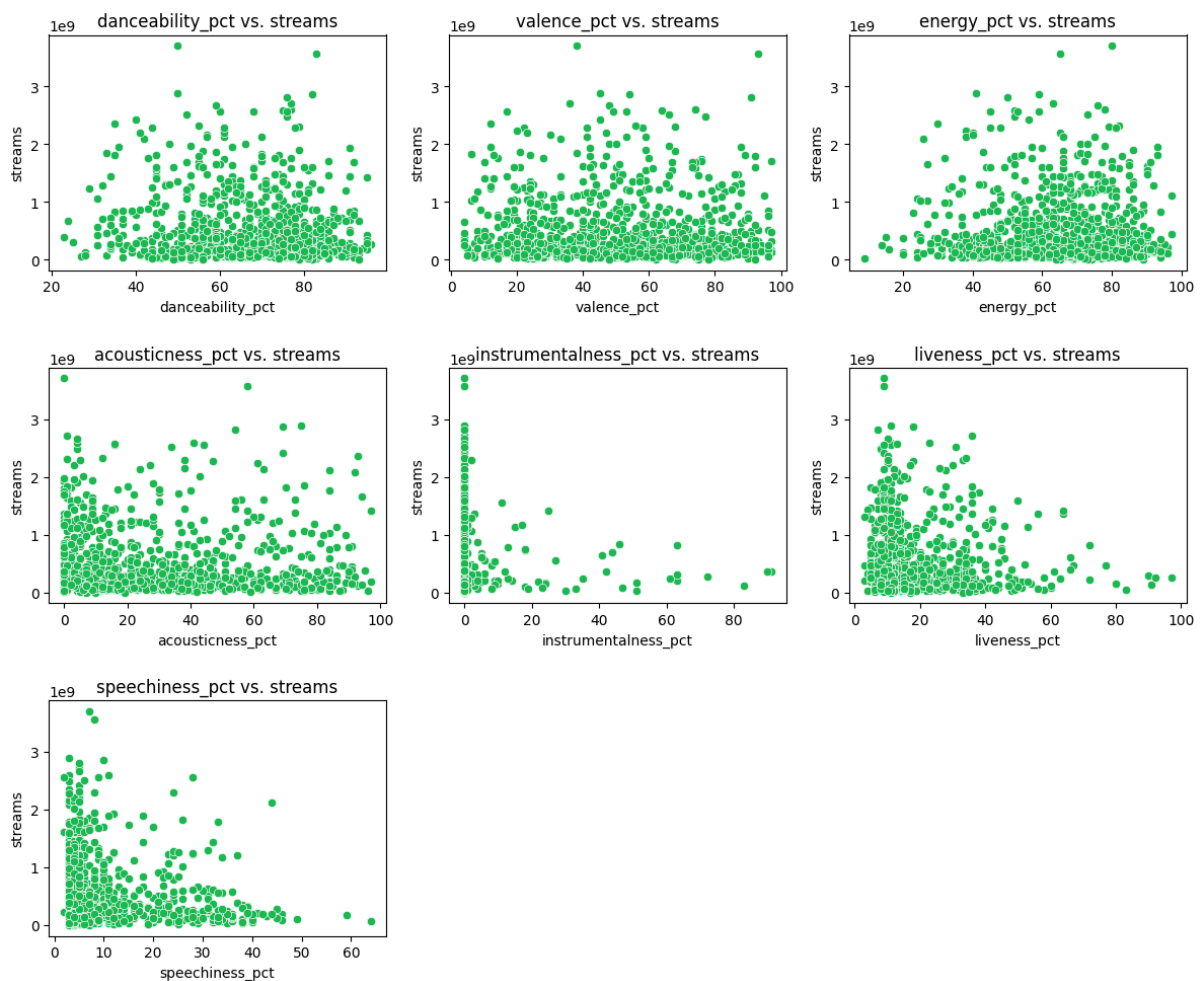 danceability_pct vs. streams
1e9
3
2
1
0
streams
20 40 60 80
danceability_pct
valence_pct vs. streams
1e9
3
2
1
0
streams
0 20 40 60 80 100
valence_pct
energy_pct vs. streams
1e9
3
2
1
0
streams
20 40 60 80 100
energy_pct
acousticness_pct vs. streams
1e9
3
2
1
0
streams
0 20 40 60 80 100
acousticness_pct
instrumentalness_pct vs. streams
1e9
3
2
1
0
streams
0 20 40 60 80
instrumentalness_pct
liveness_pct vs. streams
1e9
3
2
1
0
streams
0 20 40 60 80 100
liveness_pct
speechiness_pct vs. streams
1e9
3
2
1
0
streams
0 10 20 30 40 50 60
speechiness_pct